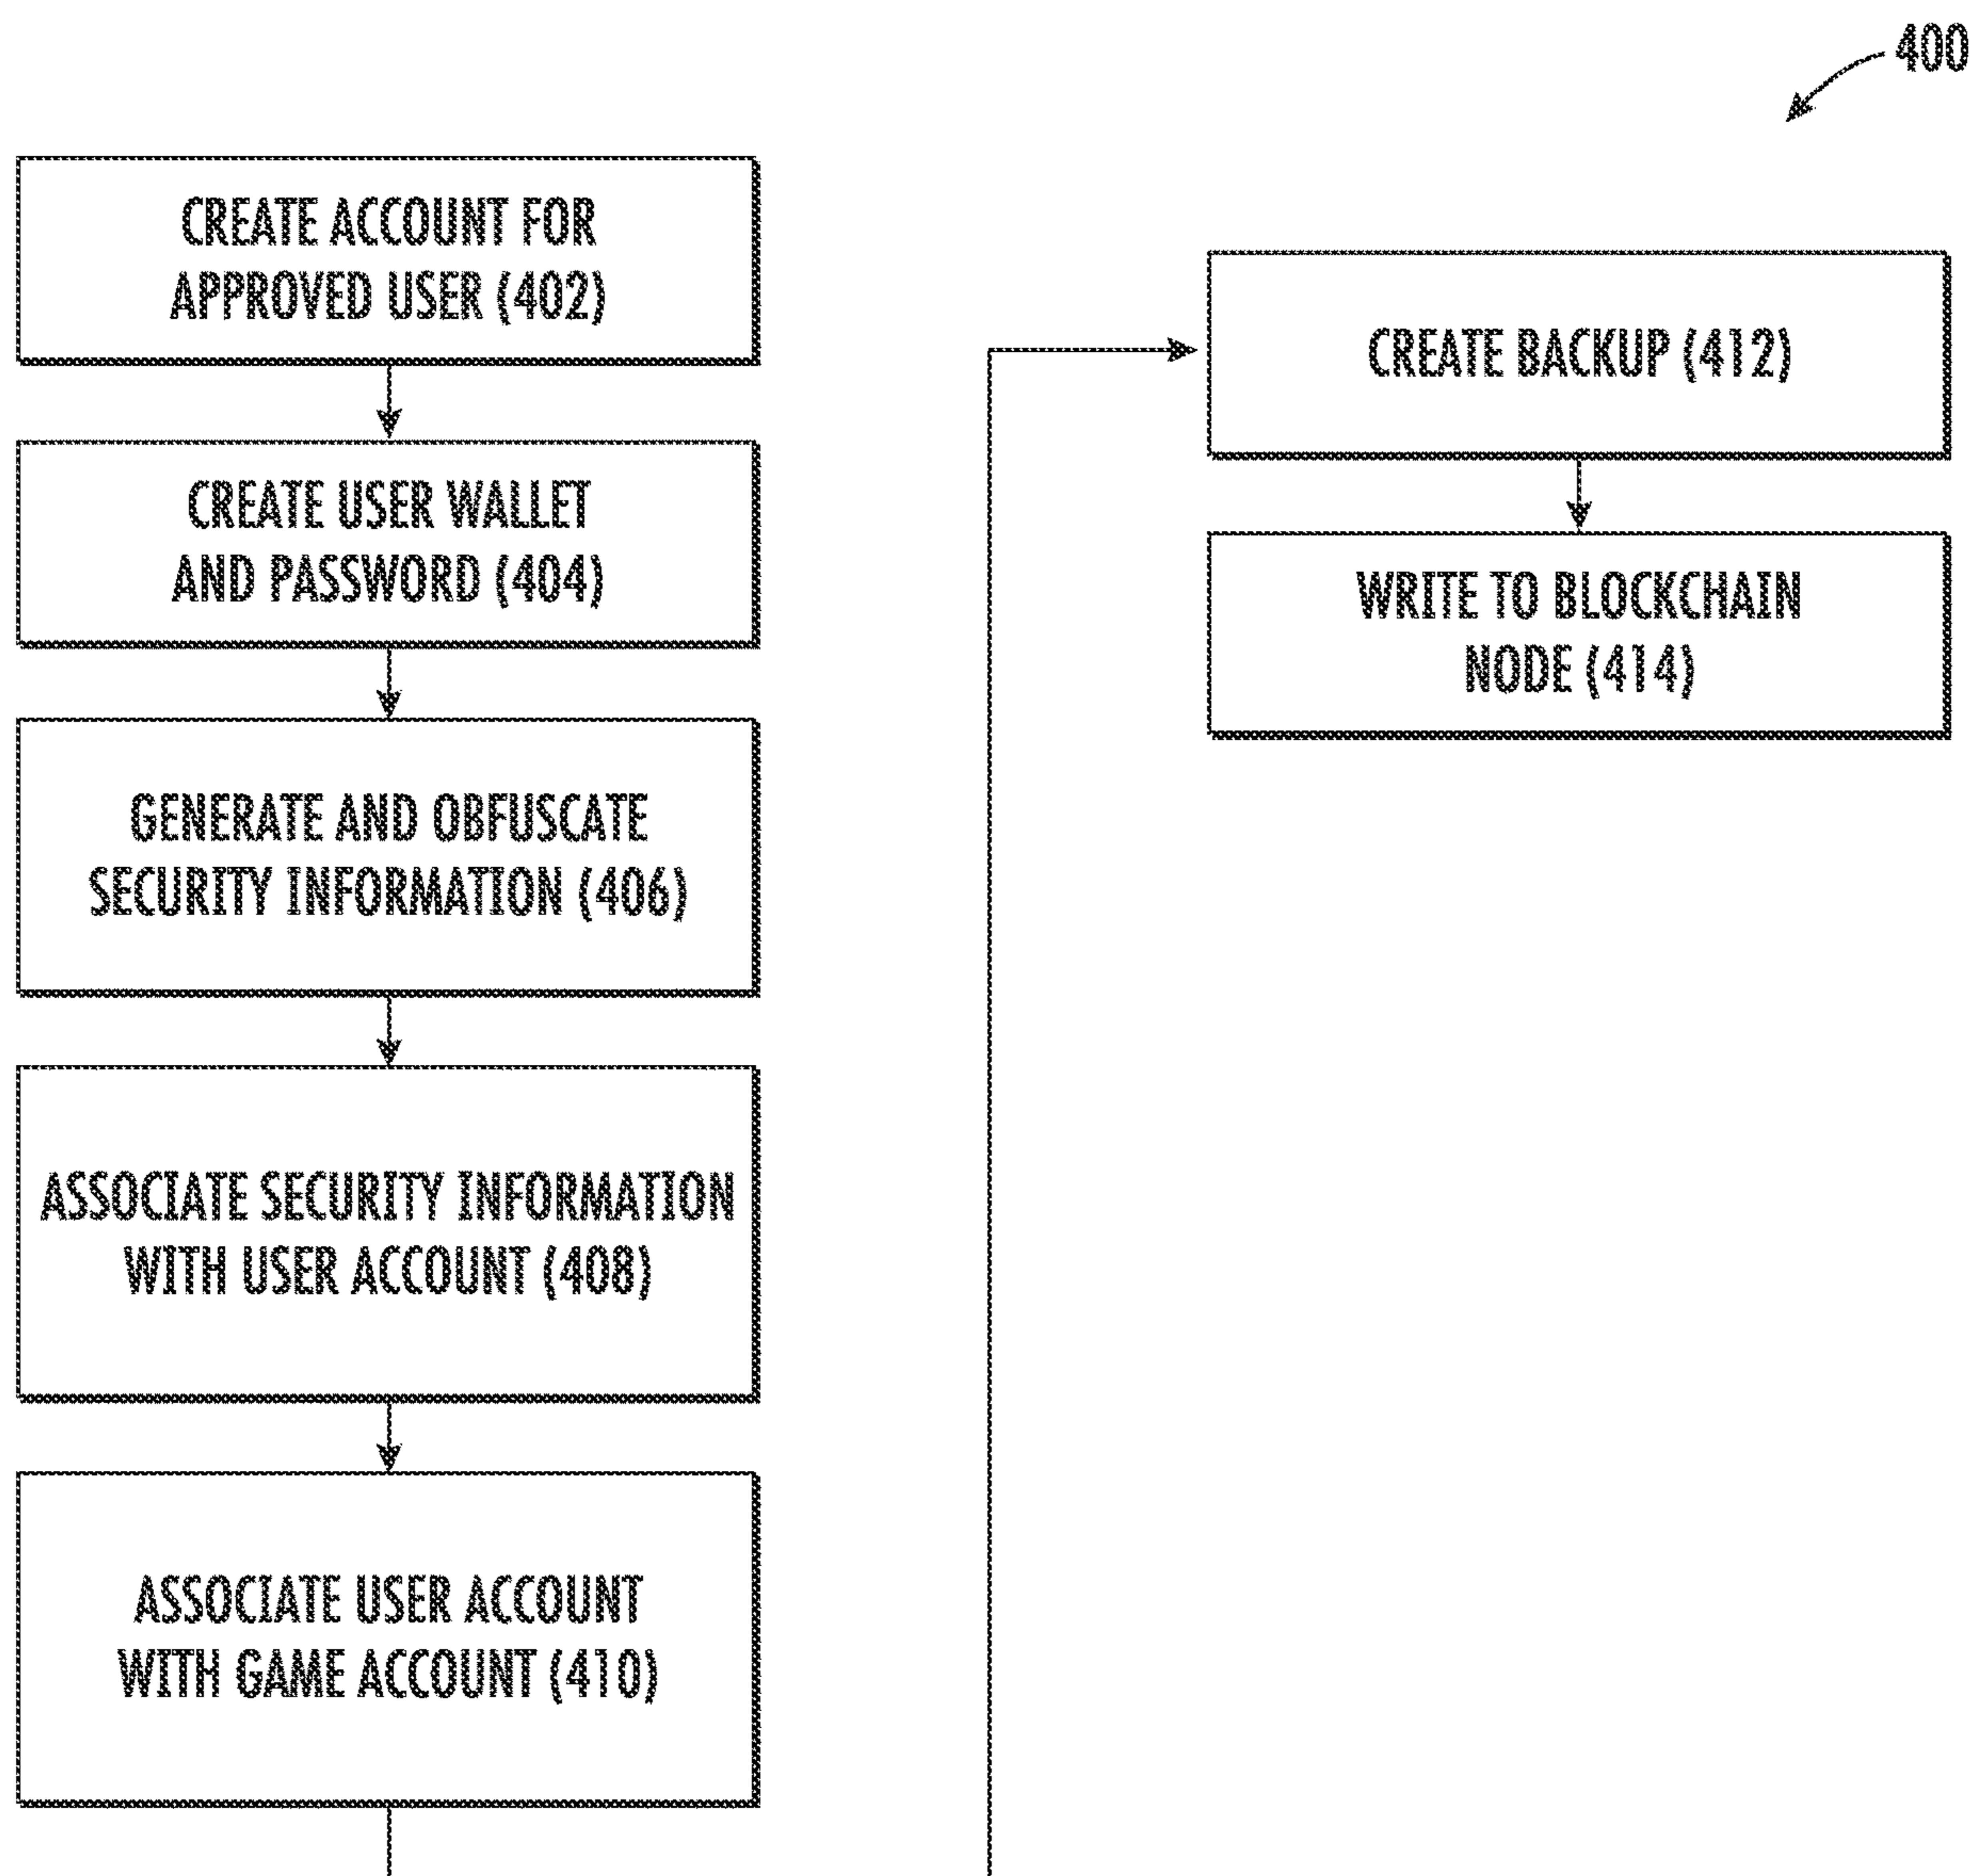 400
CREATE ACCOUNT FOR
APPROVED USER (402)
CREATE USER WALLET
AND PASSWORD (404)
GENERATE AND OBFUSCATE
SECURITY INFORMATION (406)
ASSOCIATE SECURITY INFORMATION
WITH USER ACCOUNT (408)
ASSOCIATE USER ACCOUNT
WITH GAME ACCOUNT (410)
CREATE BACKUP (412)
WRITE TO BLOCKCHAIN
NODE (414)